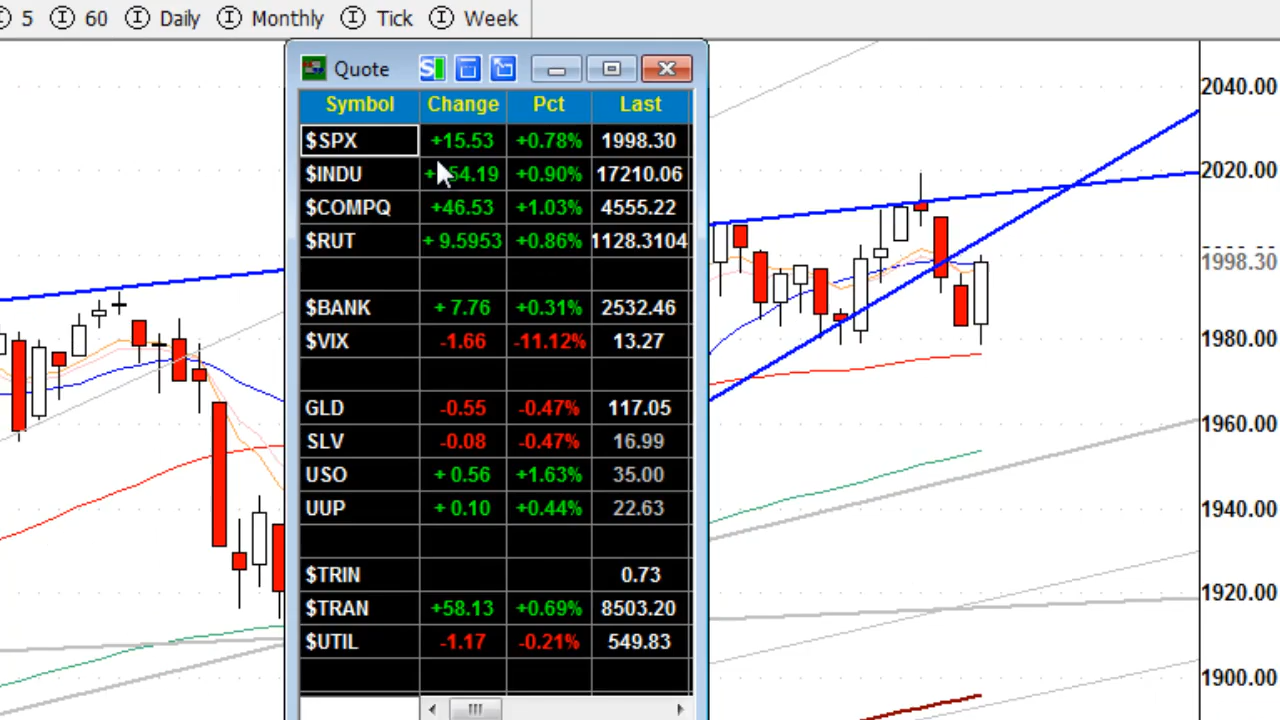 5 60 Daily Monthly Tick Week
Quote
Symbol Change Pct Last
$SPX +15.53 +0.78% 1998.30
$INDU 54.19 +0.90% 17210.06
$COMPQ +46.53 +1.03% 4555.22
$RUT + 9.5953 +0.86% 1128.3104
$BANK + 7.76 +0.31% 2532.46
$VIX -1.66 -11.12% 13.27
GLD -0.55 -0.47% 117.05
SLV -0.08 -0.47% 16.99
USO + 0.56 +1.63% 35.00
UUP + 0.10 +0.44% 22.63
$TRIN 0.73
$TRAN +58.13 +0.69% 8503.20
$UTIL -1.17 -0.21% 549.83
2040.00
2020.00
1998.30
1980.00
1960.00
1940.00
1920.00
1900.00